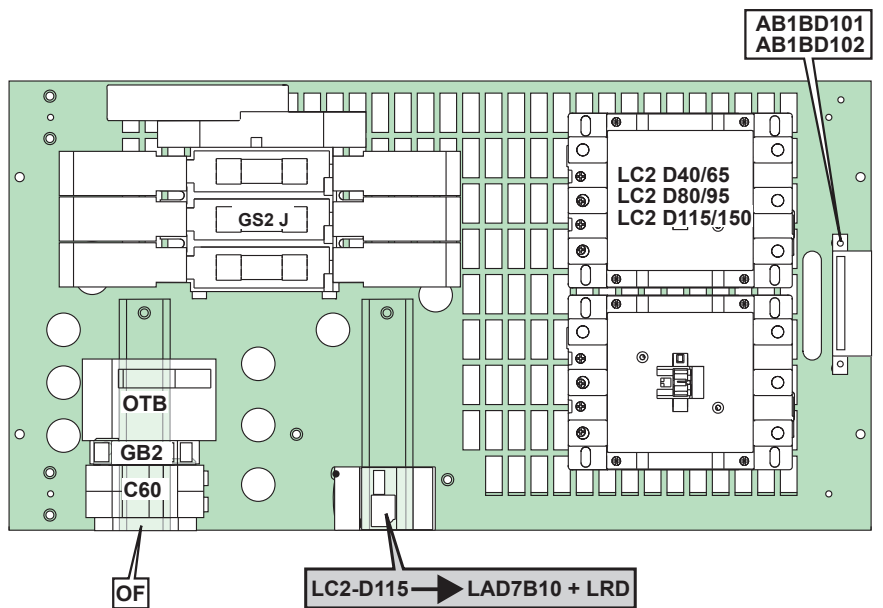 AB1BD101
AB1BD102
LC2 D40/65
LC2 D80/95
LC2 D115/150
GS2 J
OTB
GB2
C60
OF
LC2-D115 → LAD7B10 + LRD